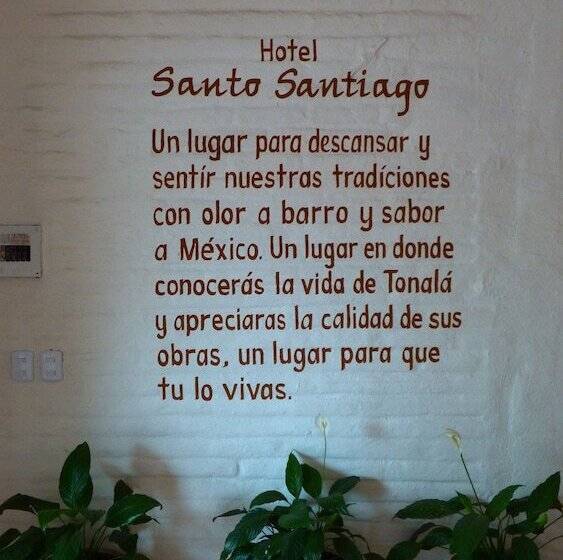 Hotel
Santo Santiago
Un lugar para descansar y
sentír nuestras tradíciones
con olor a barro y sabor
a México. Un lugar en donde
conocerás la vida de Tonalá
y apreciaras la calidad de sus
obras, un lugar para que
tu lo vivas.